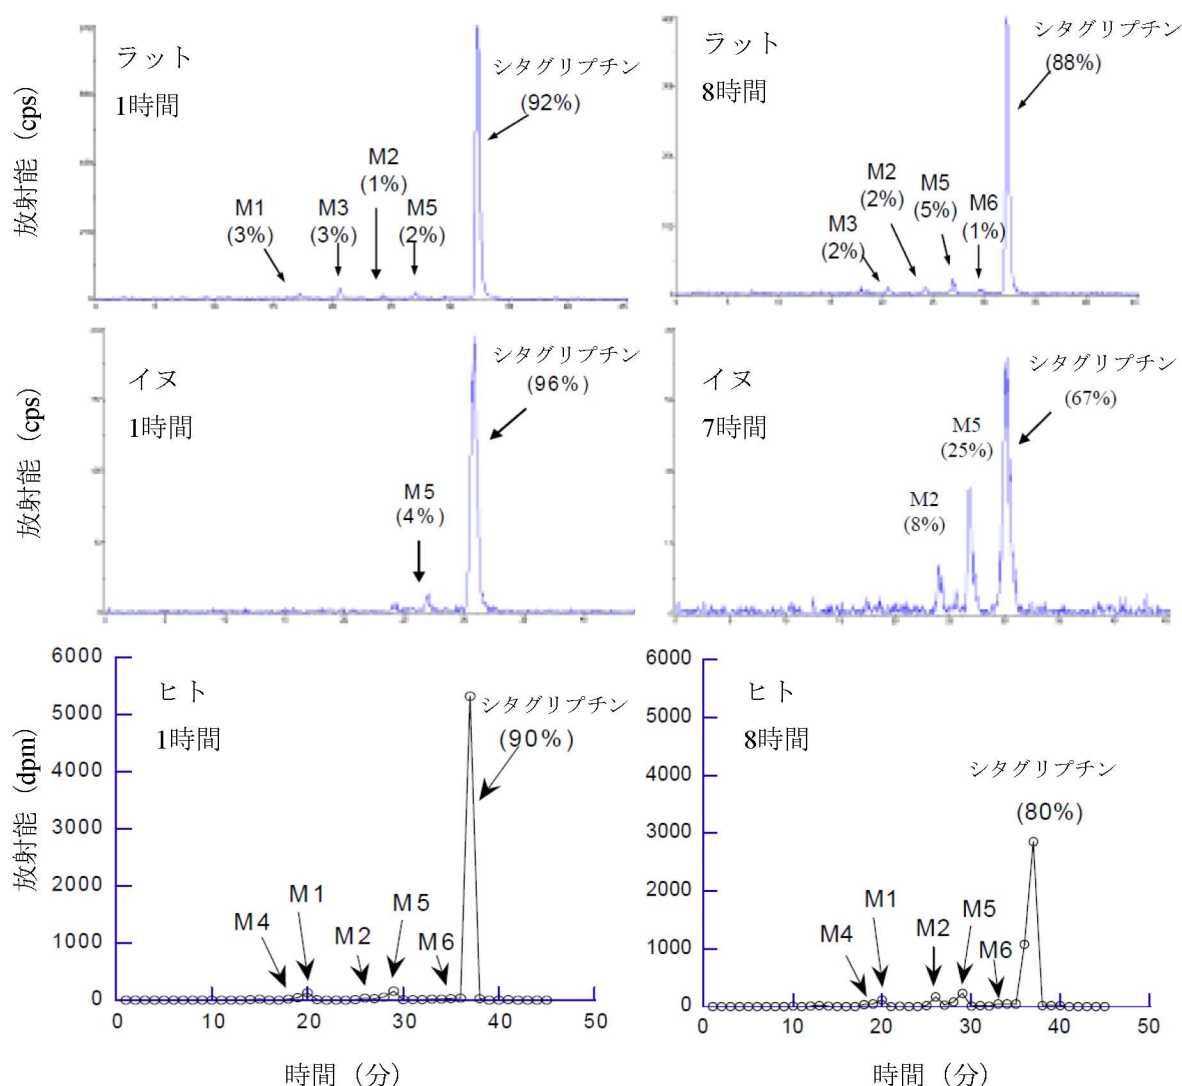 放射能（cps）
ラット
1時間
シタグリプチン
(92%)
M1
(3%)
M3
(3%)
M2
(1%)
M5
(2%)
ラット
8時間
シタグリプチン
(88%)
M3
(2%)
M2
(2%)
M5
(5%)
M6
(1%)
放射能（cps）
イヌ
1時間
シタグリプチン
(96%)
M5
(4%)
イヌ
7時間
シタグリプチン
(67%)
M5
(25%)
M2
(8%)
放射能（dpm）
6000
5000
4000
3000
2000
1000
0
ヒト
1時間
シタグリプチン
(90%)
M4
M1
M2
M5
M6
0 10 20 30 40 50
時間（分）
6000
5000
4000
3000
2000
1000
0
ヒト
8時間
シタグリプチン
(80%)
M4
M1
M2
M5
M6
0 10 20 30 40 50
時間（分）